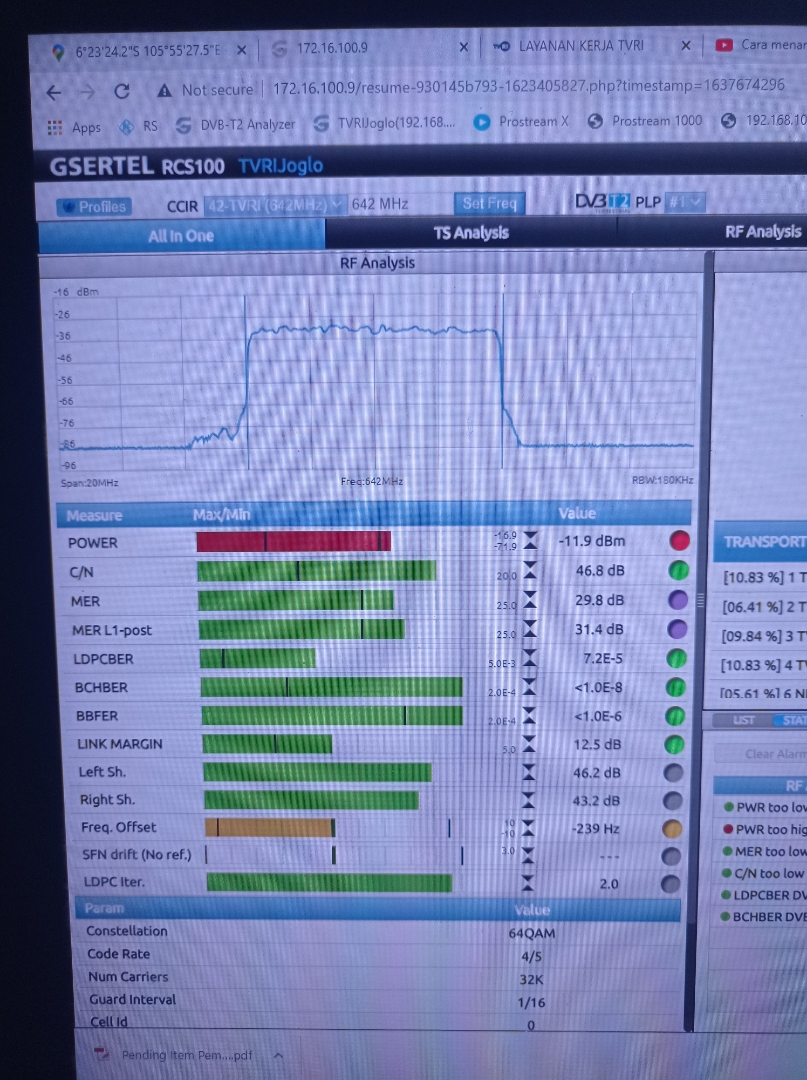 6°23'24.2"S 105°55'27.5"E × 172.16.100.9 × LAYANAN KERJA TVRI × Cara menar
Not secure 172.16.100.9/resume-930145b793-1623405827.php?timestamp=1637674296
Apps RS DVB-T2 Analyzer TVRIJoglo(192.168.... Prostream X Prostream 1000 192.168.10
GSERTEL RCS100 TVRIJoglo
Profiles CCIR 42-TVRI (642MHz) 642 MHz Set Freq DVB T2 PLP #1
All In One TS Analysis RF Analysis
RF Analysis
-16 dBm
-26
-36
-46
-56
-66
-76
-86
-96
Span:20MHz Freq:642MHz RBW:180KHz
Measure Max/Min Value
POWER -16.9 -71.9 -11.9 dBm
C/N 20.0 46.8 dB
MER 25.0 29.8 dB
MER L1-post 25.0 31.4 dB
LDPCBER 5.0E-3 7.2E-5
BCHBER 2.0E-4 <1.0E-8
BBFER 2.0E-4 <1.0E-6
LINK MARGIN 5.0 12.5 dB
Left Sh. 46.2 dB
Right Sh. 43.2 dB
Freq. Offset 10 -10 -239 Hz
SFN drift (No ref.) 3.0 ---
LDPC Iter. 2.0
Param Value
Constellation 64QAM
Code Rate 4/5
Num Carriers 32K
Guard Interval 1/16
Cell Id 0
TRANSPORT
[10.83 %] 1 T
[06.41 %] 2 T
[09.84 %] 3 T
[10.83 %] 4 T
[05.61 %] 6 N
LIST STA
Clear Alarm
RF
PWR too lov
PWR too hig
MER too low
C/N too low
LDPCBER DV
BCHBER DVE
Pending Item Pem....pdf